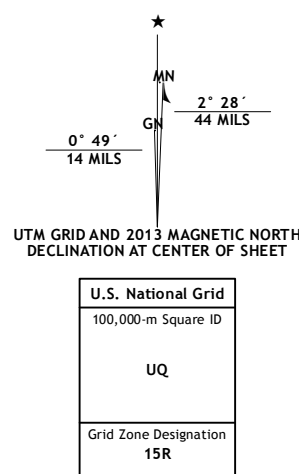 ★
MN
2° 28´
44 MILS
GN
0° 49´
14 MILS
UTM GRID AND 2013 MAGNETIC NORTH
DECLINATION AT CENTER OF SHEET
U.S. National Grid
100,000-m Square ID
UQ
Grid Zone Designation
15R